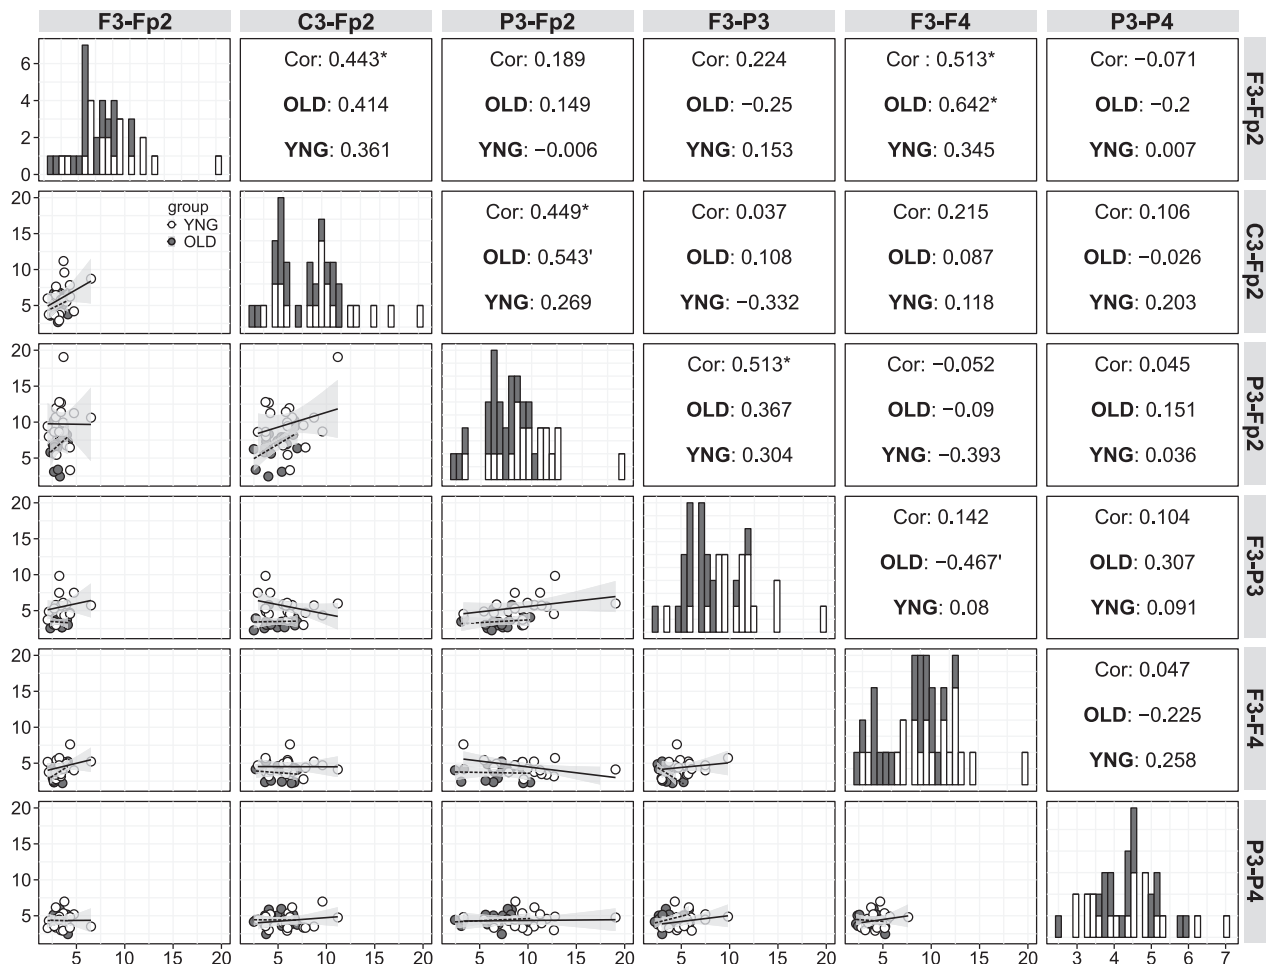 F3-Fp2 C3-Fp2 P3-Fp2 F3-P3 F3-F4 P3-P4
6
4
2
0
Cor: 0.443* Cor: 0.189 Cor: 0.224 Cor : 0.513* Cor: −0.071
OLD: 0.414 OLD: 0.149 OLD: −0.25 OLD: 0.642* OLD: −0.2
YNG: 0.361 YNG: −0.006 YNG: 0.153 YNG: 0.345 YNG: 0.007
F3-Fp2
20
15
10
5
group
YNG
OLD
Cor: 0.449* Cor: 0.037 Cor: 0.215 Cor: 0.106
OLD: 0.543' OLD: 0.108 OLD: 0.087 OLD: −0.026
YNG: 0.269 YNG: −0.332 YNG: 0.118 YNG: 0.203
C3-Fp2
20
15
10
5
Cor: 0.513* Cor: −0.052 Cor: 0.045
OLD: 0.367 OLD: −0.09 OLD: 0.151
YNG: 0.304 YNG: −0.393 YNG: 0.036
P3-Fp2
20
15
10
5
Cor: 0.142 Cor: 0.104
OLD: −0.467' OLD: 0.307
YNG: 0.08 YNG: 0.091
F3-P3
20
15
10
5
Cor: 0.047
OLD: −0.225
YNG: 0.258
F3-F4
20
15
10
5
P3-P4
5 10 15 20 5 10 15 20 5 10 15 20 5 10 15 20 5 10 15 20 3 4 5 6 7